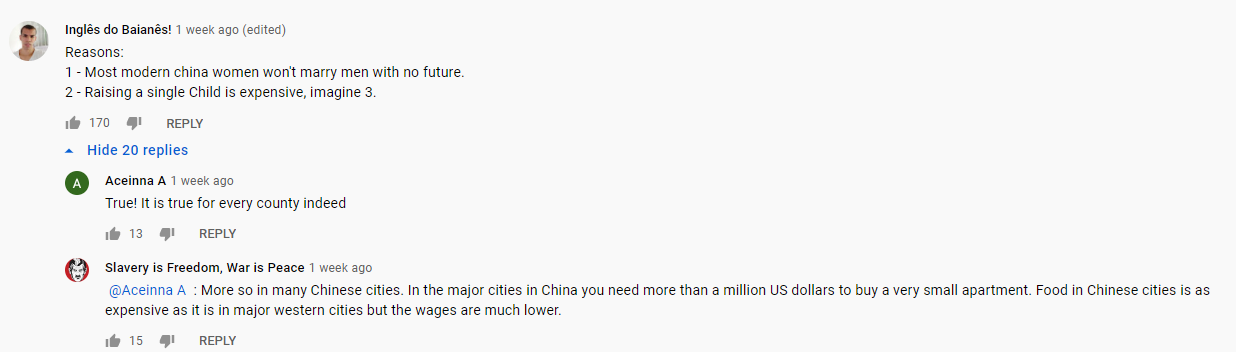 Inglês do Baianês! 1 week ago (edited)
Reasons:
1 - Most modern china women won't marry men with no future.
2 - Raising a single Child is expensive, imagine 3.
170 REPLY
Hide 20 replies
A
Aceinna A 1 week ago
True! It is true for every county indeed
13 REPLY
Slavery is Freedom, War is Peace 1 week ago
@Aceinna A : More so in many Chinese cities. In the major cities in China you need more than a million US dollars to buy a very small apartment. Food in Chinese cities is as
expensive as it is in major western cities but the wages are much lower.
15 REPLY